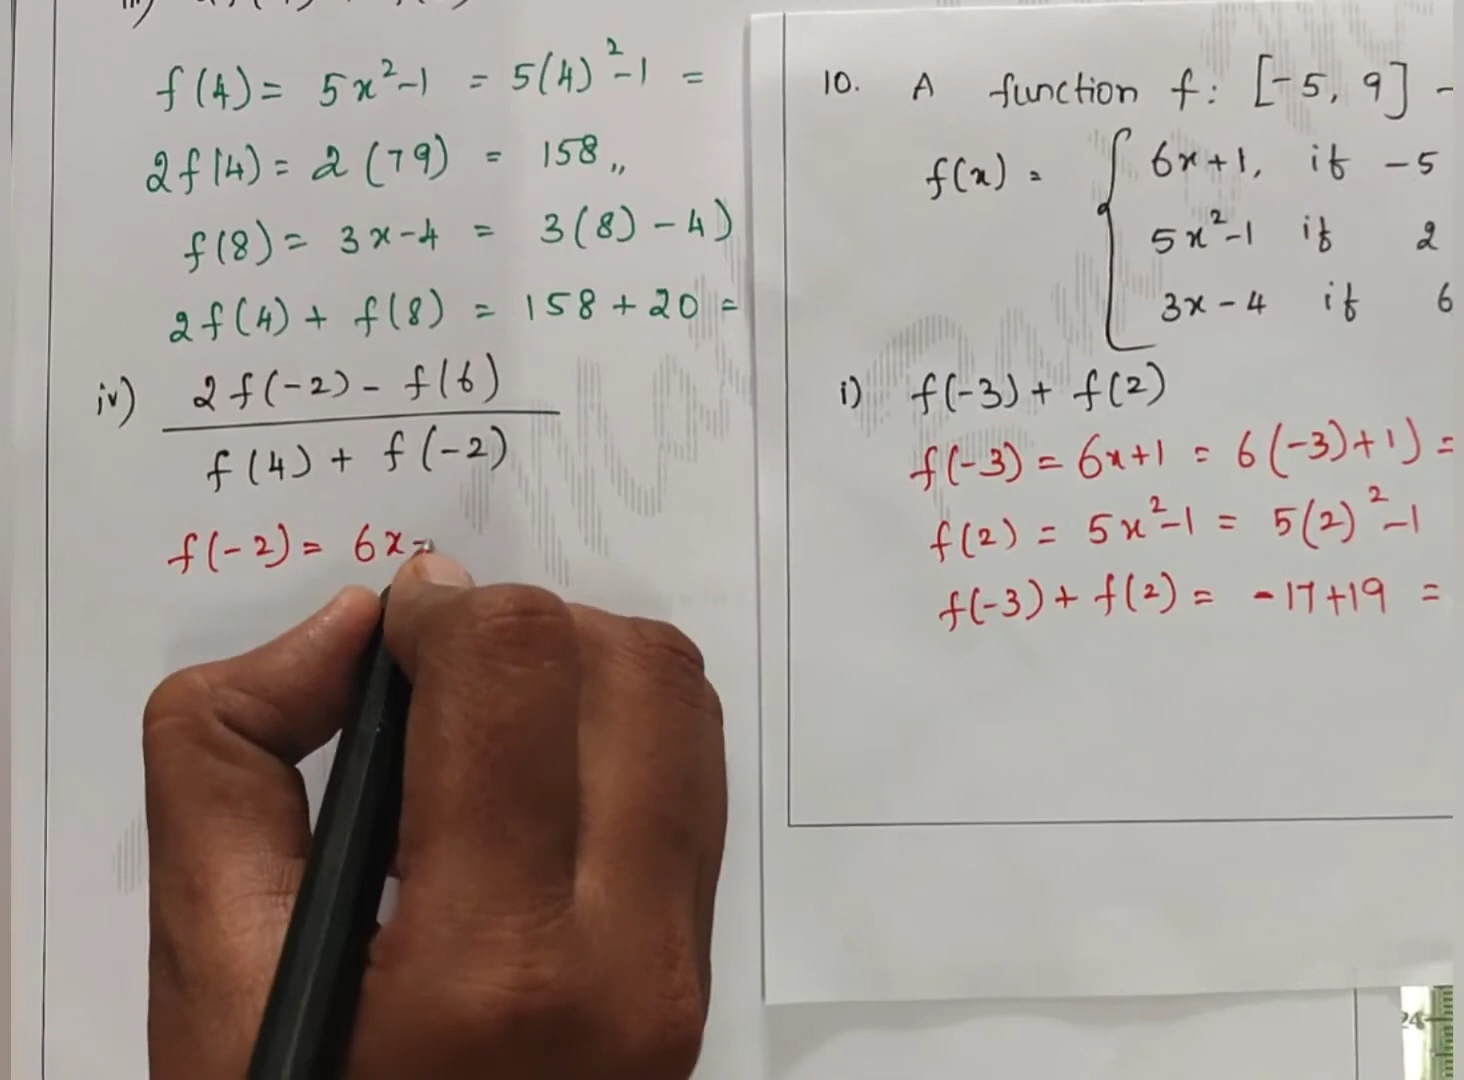 f(4) = 5x²-1 = 5(4)²-1 =
2f(4) = 2(79) = 158,,
f(8) = 3x-4 = 3(8)-4)
2f(4) + f(8) = 158+20 =
iv) 2f(-2) - f(6)
f(4) + f(-2)
f(-2) = 6x
10. A function f: [-5, 9] -
f(x) = { 6x+1, if -5
5x²-1 if 2
3x-4 if 6
i) f(-3) + f(2)
f(-3) = 6x+1 = 6(-3)+1) =
f(2) = 5x²-1 = 5(2)²-1
f(-3) + f(2) = -17+19 =
24